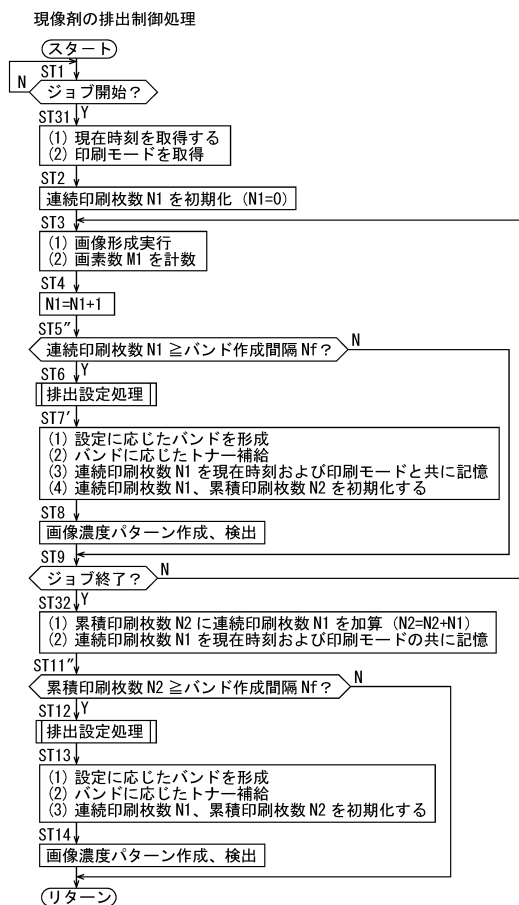 現像剤の排出制御処理
スタート
ST1
N
ジョブ開始?
Y
ST31
(1) 現在時刻を取得する
(2) 印刷モードを取得
ST2
連続印刷枚数 N1 を初期化 (N1=0)
ST3
(1) 画像形成実行
(2) 画素数 M1 を計数
ST4
N1=N1+1
ST5″
連続印刷枚数 N1 ≧バンド作成間隔 Nf?
N
Y
ST6
排出設定処理
ST7′
(1) 設定に応じたバンドを形成
(2) バンドに応じたトナー補給
(3) 連続印刷枚数 N1 を現在時刻および印刷モードと共に記憶
(4) 連続印刷枚数 N1、累積印刷枚数 N2 を初期化する
ST8
画像濃度パターン作成、検出
ST9
ジョブ終了?
N
Y
ST32
(1) 累積印刷枚数 N2 に連続印刷枚数 N1 を加算 (N2=N2+N1)
(2) 連続印刷枚数 N1 を現在時刻および印刷モードの共に記憶
ST11″
累積印刷枚数 N2 ≧バンド作成間隔 Nf?
N
Y
ST12
排出設定処理
ST13
(1) 設定に応じたバンドを形成
(2) バンドに応じたトナー補給
(3) 連続印刷枚数 N1、累積印刷枚数 N2 を初期化する
ST14
画像濃度パターン作成、検出
リターン